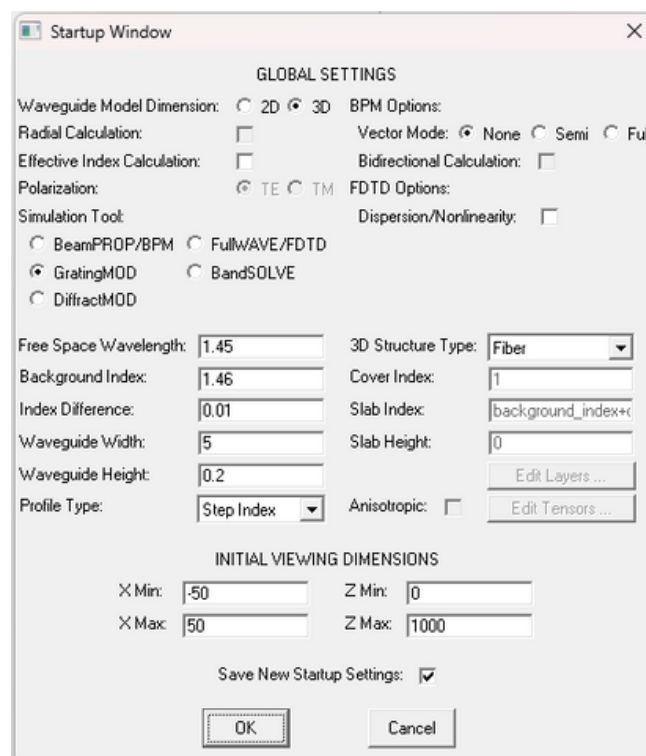 Startup Window
GLOBAL SETTINGS
Waveguide Model Dimension: 2D 3D BPM Options:
Radial Calculation: Vector Mode: None Semi Ful
Effective Index Calculation: Bidirectional Calculation:
Polarization: TE TM FDTD Options:
Simulation Tool: Dispersion/Nonlinearity:
BeamPROP/BPM FullWAVE/FDTD
GratingMOD BandSOLVE
DiffractMOD
Free Space Wavelength: 1.45 3D Structure Type: Fiber
Background Index: 1.46 Cover Index: 1
Index Difference: 0.01 Slab Index: background_index+
Waveguide Width: 5 Slab Height: 0
Waveguide Height: 0.2 Edit Layers ...
Profile Type: Step Index Anisotropic: Edit Tensors ...
INITIAL VIEWING DIMENSIONS
X Min: -50 Z Min: 0
X Max: 50 Z Max: 1000
Save New Startup Settings:
OK Cancel